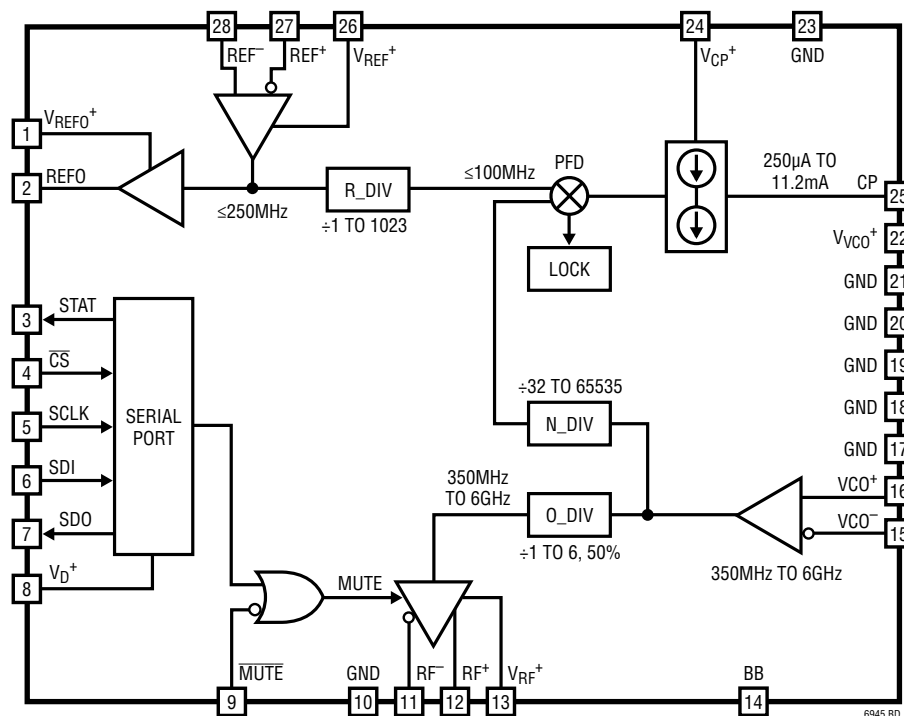 28
27
26
24
23
REF⁻
REF⁺
V_REF⁺
V_CP⁺
GND
1
V_REFO⁺
2
REFO
≤250MHz
R_DIV
÷1 TO 1023
≤100MHz
PFD
LOCK
250µA TO
11.2mA
CP
25
V_VCO⁺
22
GND
21
GND
20
GND
19
GND
18
GND
17
VCO⁺
16
VCO⁻
15
3
STAT
4
C̅S̅
5
SCLK
6
SDI
7
SDO
8
V_D⁺
SERIAL
PORT
÷32 TO 65535
N_DIV
350MHz
TO 6GHz
O_DIV
÷1 TO 6, 50%
350MHz TO 6GHz
MUTE
M̅U̅T̅E̅
GND
RF⁻
RF⁺
V_RF⁺
BB
9
10
11
12
13
14
6945 BD